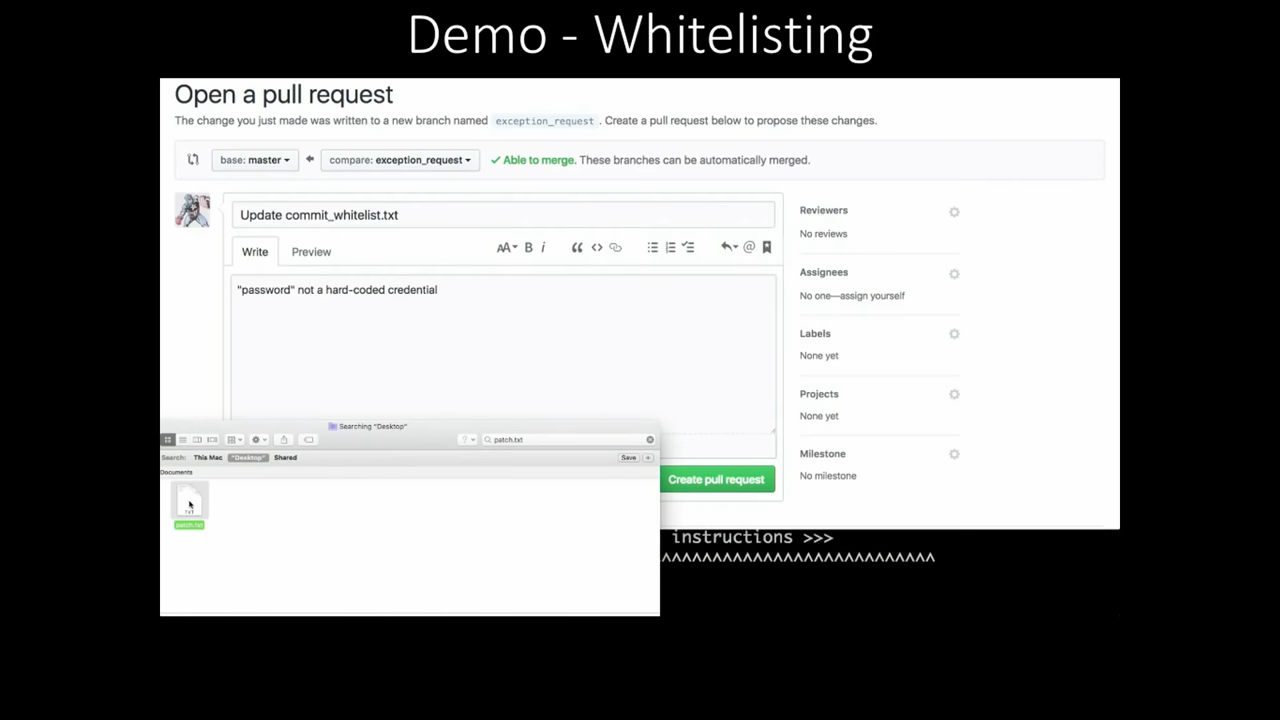 Demo - Whitelisting
Open a pull request
The change you just made was written to a new branch named exception_request . Create a pull request below to propose these changes.
base: master compare: exception_request Able to merge. These branches can be automatically merged.
Update commit_whitelist.txt
Write Preview AA B i
"password" not a hard-coded credential
Reviewers
No reviews
Assignees
No one—assign yourself
Labels
None yet
Projects
None yet
Milestone
No milestone
Create pull request
Searching "Desktop"
patch.txt
Search: This Mac "Desktop" Shared Save +
Documents
TXT
patch.txt
instructions >>>
^^^^^^^^^^^^^^^^^^^^^^^^^^